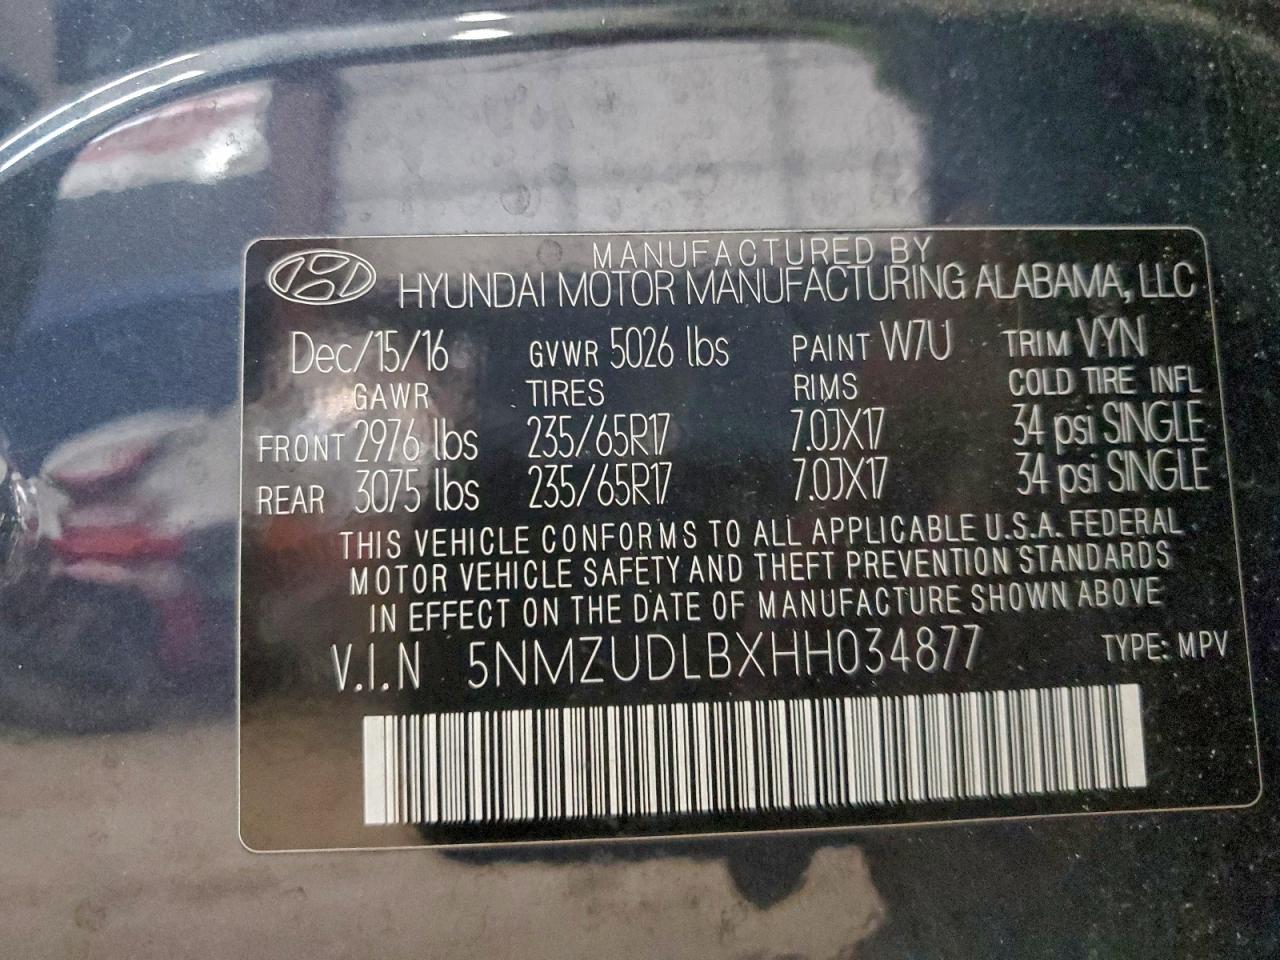 MANUFACTURED BY
HYUNDAI MOTOR MANUFACTURING ALABAMA, LLC
Dec/15/16 GVWR 5026 lbs PAINT W7U TRIM VYN
GAWR TIRES RIMS COLD TIRE INFL
FRONT 2976 lbs 235/65R17 7.0JX17 34 psi SINGLE
REAR 3075 lbs 235/65R17 7.0JX17 34 psi SINGLE
THIS VEHICLE CONFORMS TO ALL APPLICABLE U.S.A. FEDERAL
MOTOR VEHICLE SAFETY AND THEFT PREVENTION STANDARDS
IN EFFECT ON THE DATE OF MANUFACTURE SHOWN ABOVE
V.I.N 5NMZUDLBXHH034877 TYPE: MPV